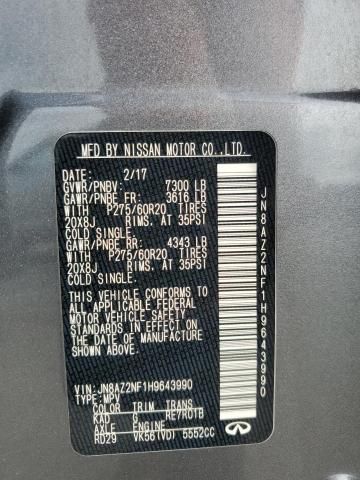 MFD BY NISSAN MOTOR CO.,LTD.
DATE: 2/17
GVWR/PNBV: 7300 LB
GAWR/PNBE FR: 3616 LB
WITH P275/60R20 TIRES
20X8J RIMS. AT 35PSI
COLD SINGLE
GAWR/PNBE RR: 4343 LB
WITH P275/60R20 TIRES
20X8J RIMS. AT 35PSI
COLD SINGLE
THIS VEHICLE CONFORMS TO
ALL APPLICABLE FEDERAL
MOTOR VEHICLE SAFETY
STANDARDS IN EFFECT ON
THE DATE OF MANUFACTURE
SHOWN ABOVE.
VIN: JN8AZ2NF1H9643990
TYPE: MPV
COLOR TRIM TRANS
KAD G RE7R01B
AXLE ENGINE
RD29 VK56(VD) 5552CC
INFINITI
JN8AZ2NF1H9643990